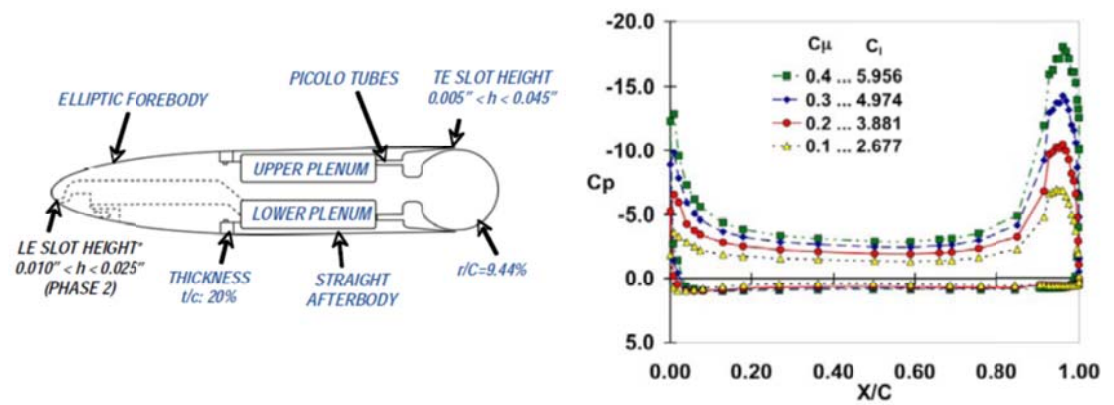 ELLIPTIC FOREBODY
PICOLO TUBES
TE SLOT HEIGHT
0.005" < h < 0.045"
UPPER PLENUM
LOWER PLENUM
LE SLOT HEIGHT*
0.010" < h < 0.025"
(PHASE 2)
THICKNESS
t/c: 20%
STRAIGHT
AFTERBODY
r/C=9.44%
-20.0
-15.0
-10.0
-5.0
0.0
5.0
Cp
Cμ Cl
0.4 ... 5.956
0.3 ... 4.974
0.2 ... 3.881
0.1 ... 2.677
0.00 0.20 0.40 0.60 0.80 1.00
X/C